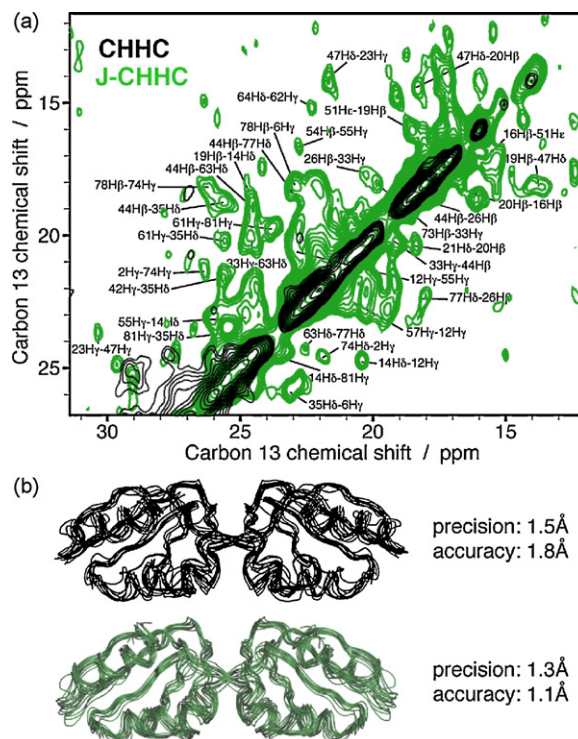 (a)
CHHC
J-CHHC
47Hδ-23Hγ
47Hδ-20Hβ
64Hδ-62Hγ
51Hε-19Hβ
54Hβ-55Hγ
78Hβ-6Hγ
44Hβ-77Hδ
26Hβ-33Hγ
16Hβ-51Hε
19Hβ-14Hδ
44Hβ-63Hδ
19Hβ-47Hδ
78Hβ-74Hγ
44Hβ-35Hδ
20Hβ-16Hβ
44Hβ-26Hβ
61Hγ-81Hγ
73Hβ-33Hγ
61Hγ-35Hδ
21Hδ-20Hβ
33Hγ-63Hδ
33Hγ-44Hβ
2Hγ-74Hγ
12Hγ-55Hγ
42Hγ-35Hδ
77Hδ-26Hβ
55Hγ-14Hδ
57Hγ-12Hγ
81Hγ-35Hδ
63Hδ-77Hδ
23Hγ-47Hγ
74Hδ-2Hγ
14Hδ-12Hγ
14Hδ-81Hγ
35Hδ-6Hγ
Carbon 13 chemical shift / ppm
15
20
25
30
25
20
15
Carbon 13 chemical shift / ppm
(b)
precision: 1.5Å
accuracy: 1.8Å
precision: 1.3Å
accuracy: 1.1Å